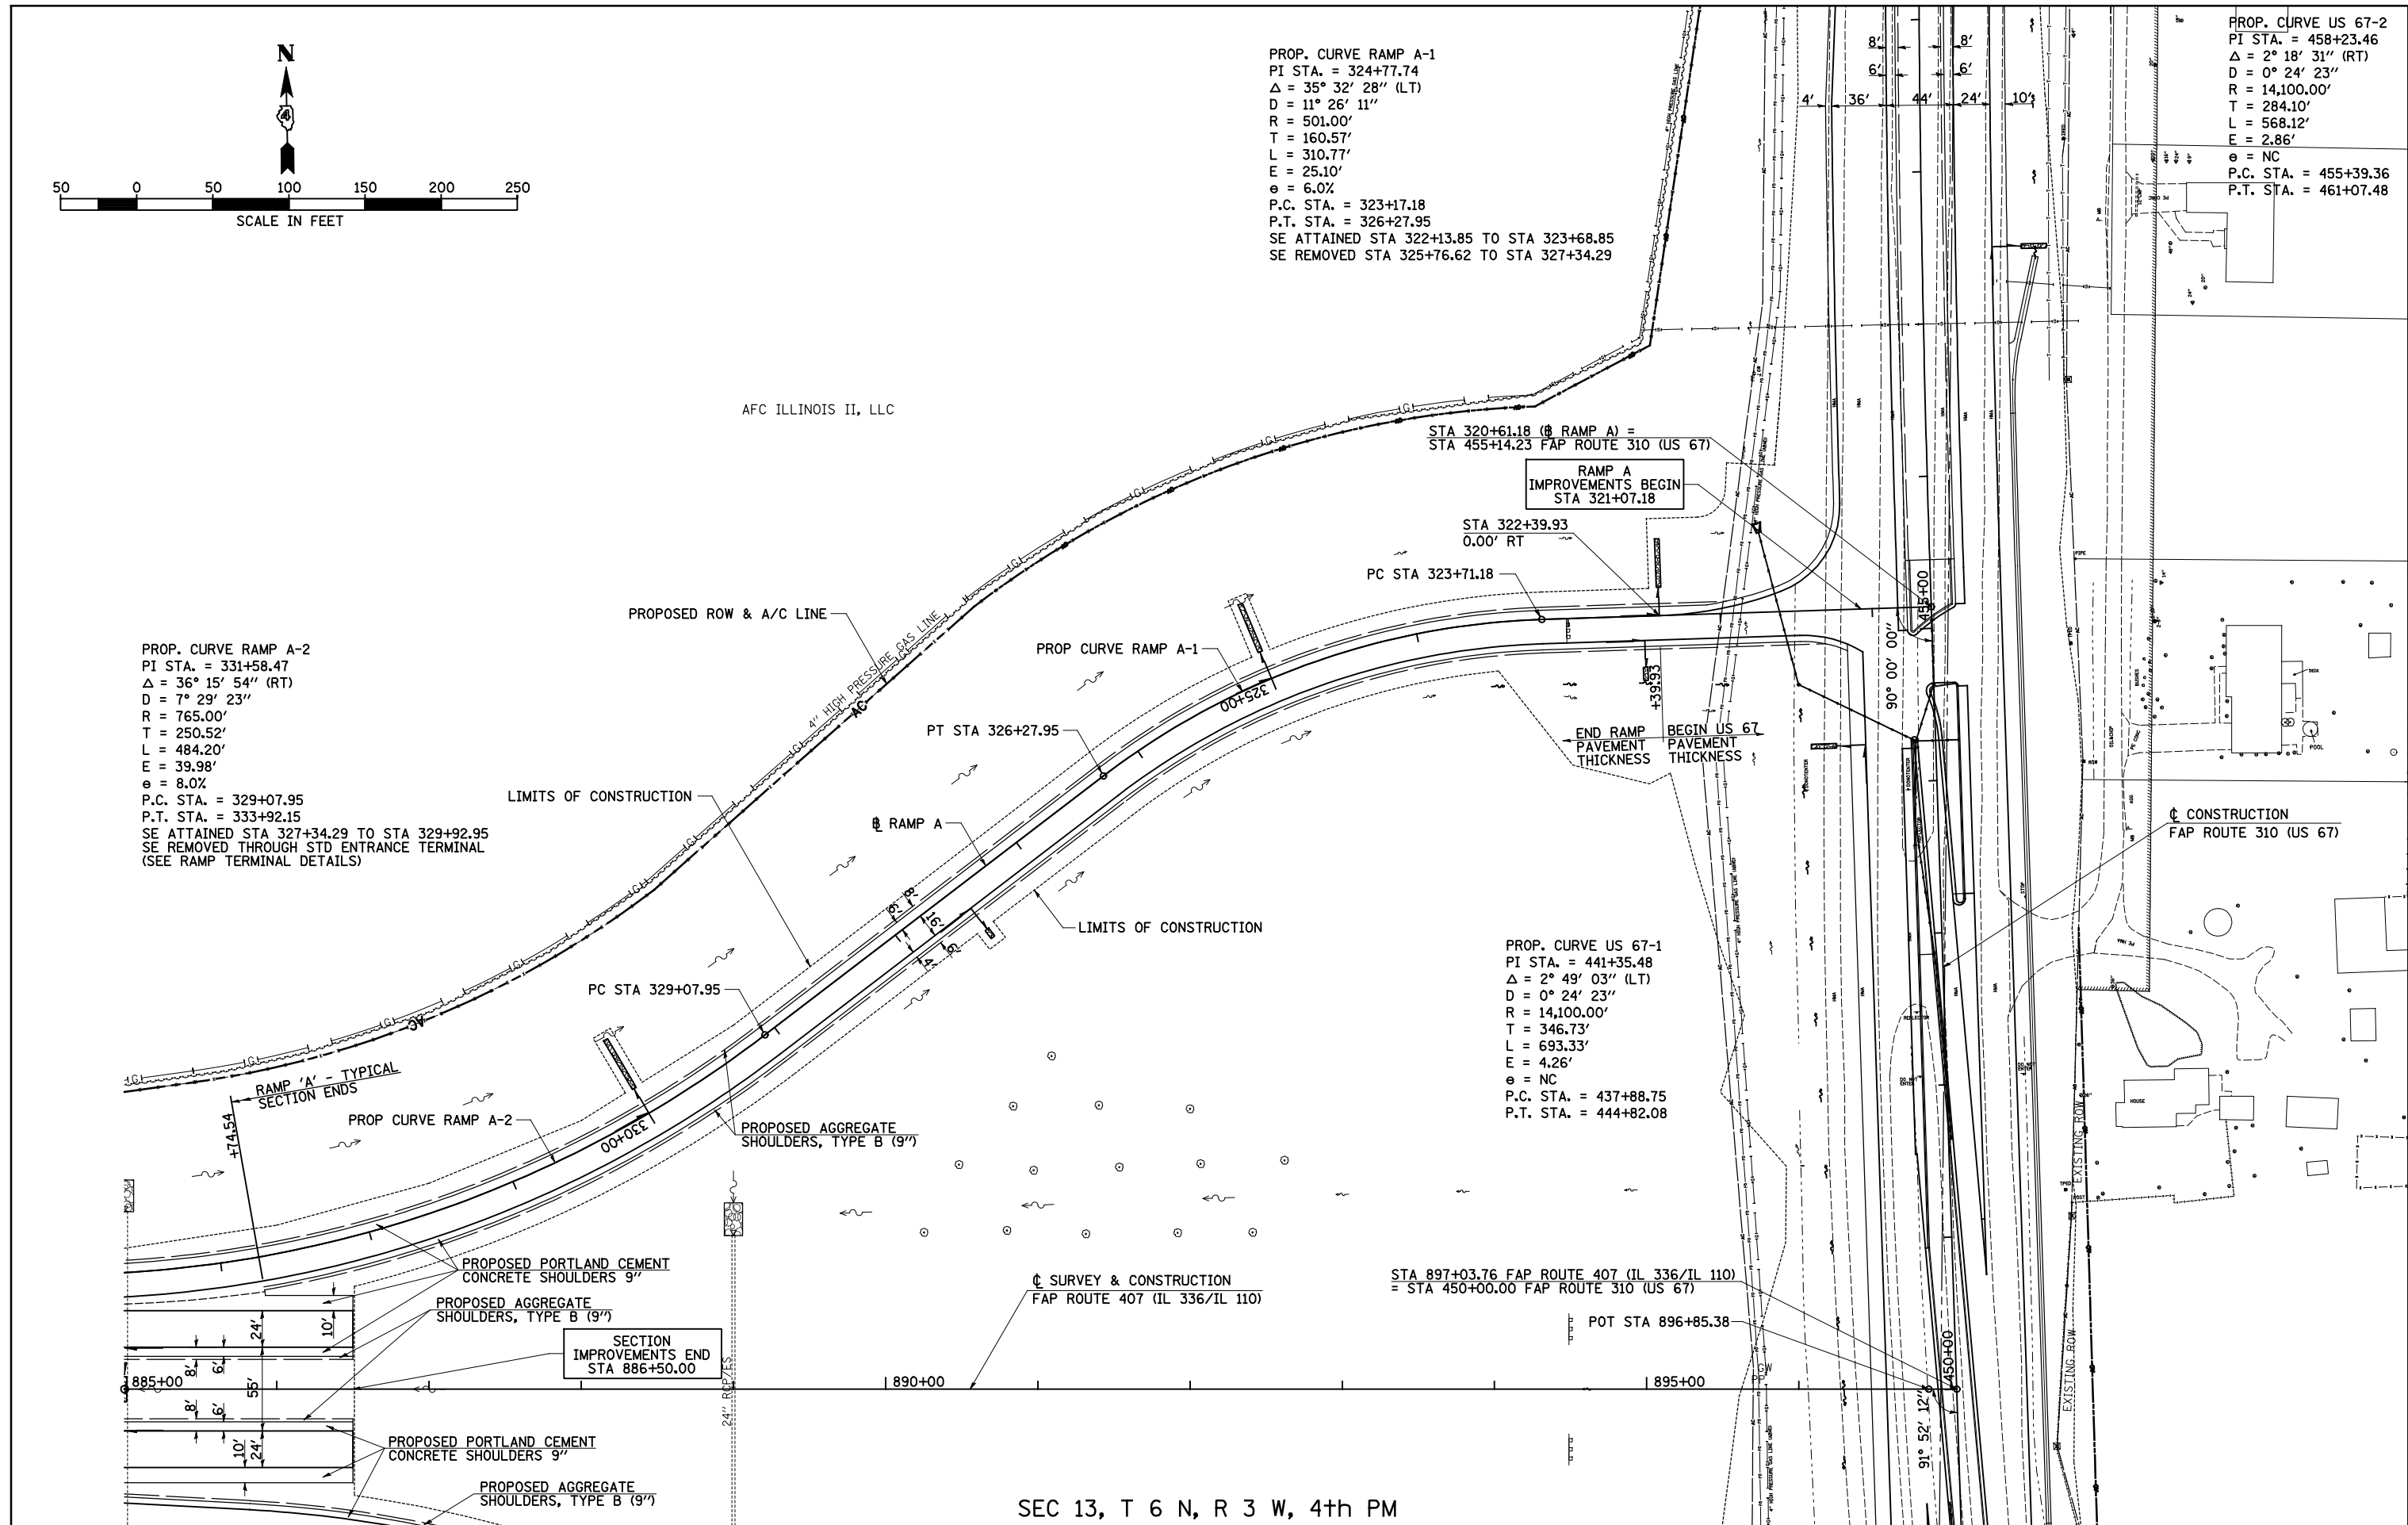 N
4
50 0 50 100 150 200 250
SCALE IN FEET
PROP. CURVE RAMP A-1
PI STA. = 324+77.74
Δ = 35° 32' 28" (LT)
D = 11° 26' 11"
R = 501.00'
T = 160.57'
L = 310.77'
E = 25.10'
e = 6.0%
P.C. STA. = 323+17.18
P.T. STA. = 326+27.95
SE ATTAINED STA 322+13.85 TO STA 323+68.85
SE REMOVED STA 325+76.62 TO STA 327+34.29
8' 8'
6' 6'
4' 36' 44' 24' 10'
PROP. CURVE US 67-2
PI STA. = 458+23.46
Δ = 2° 18' 31" (RT)
D = 0° 24' 23"
R = 14,100.00'
T = 284.10'
L = 568.12'
E = 2.86'
e = NC
P.C. STA. = 455+39.36
P.T. STA. = 461+07.48
AFC ILLINOIS II, LLC
STA 320+61.18 (B RAMP A) =
STA 455+14.23 FAP ROUTE 310 (US 67)
RAMP A
IMPROVEMENTS BEGIN
STA 321+07.18
STA 322+39.93
0.00' RT
PC STA 323+71.18
PROPOSED ROW & A/C LINE
4" HIGH PRESSURE GAS LINE
AC
PROP CURVE RAMP A-1
325+00
+39.93
455+00
90° 00' 00"
PIPE
BUSHES
DECK
POOL
PROP. CURVE RAMP A-2
PI STA. = 331+58.47
Δ = 36° 15' 54" (RT)
D = 7° 29' 23"
R = 765.00'
T = 250.52'
L = 484.20'
E = 39.98'
e = 8.0%
P.C. STA. = 329+07.95
P.T. STA. = 333+92.15
SE ATTAINED STA 327+34.29 TO STA 329+92.95
SE REMOVED THROUGH STD ENTRANCE TERMINAL
(SEE RAMP TERMINAL DETAILS)
PT STA 326+27.95
END RAMP
PAVEMENT
THICKNESS
BEGIN US 67
PAVEMENT
THICKNESS
LIMITS OF CONSTRUCTION
B RAMP A
℄ CONSTRUCTION
FAP ROUTE 310 (US 67)
8'
6'
16'
6'
4'
LIMITS OF CONSTRUCTION
PC STA 329+07.95
PROP. CURVE US 67-1
PI STA. = 441+35.48
Δ = 2° 49' 03" (LT)
D = 0° 24' 23"
R = 14,100.00'
T = 346.73'
L = 693.33'
E = 4.26'
e = NC
P.C. STA. = 437+88.75
P.T. STA. = 444+82.08
AC
RAMP 'A' - TYPICAL
SECTION ENDS
+74.54
PROP CURVE RAMP A-2
330+00
PROPOSED AGGREGATE
SHOULDERS, TYPE B (9")
REFLECTOR
DO NOT
ENTER
STOP
HOUSE
EXISTING ROW
PROPOSED PORTLAND CEMENT
CONCRETE SHOULDERS 9"
PROPOSED AGGREGATE
SHOULDERS, TYPE B (9")
SECTION
IMPROVEMENTS END
STA 886+50.00
24' 10'
8' 6' 55'
8' 6'
10' 24'
24" RCP/ES
℄ SURVEY & CONSTRUCTION
FAP ROUTE 407 (IL 336/IL 110)
STA 897+03.76 FAP ROUTE 407 (IL 336/IL 110)
= STA 450+00.00 FAP ROUTE 310 (US 67)
POT STA 896+85.38
885+00
890+00
895+00
450+00
91° 52' 12"
EXISTING ROW
PROPOSED PORTLAND CEMENT
CONCRETE SHOULDERS 9"
PROPOSED AGGREGATE
SHOULDERS, TYPE B (9")
SEC 13, T 6 N, R 3 W, 4th PM